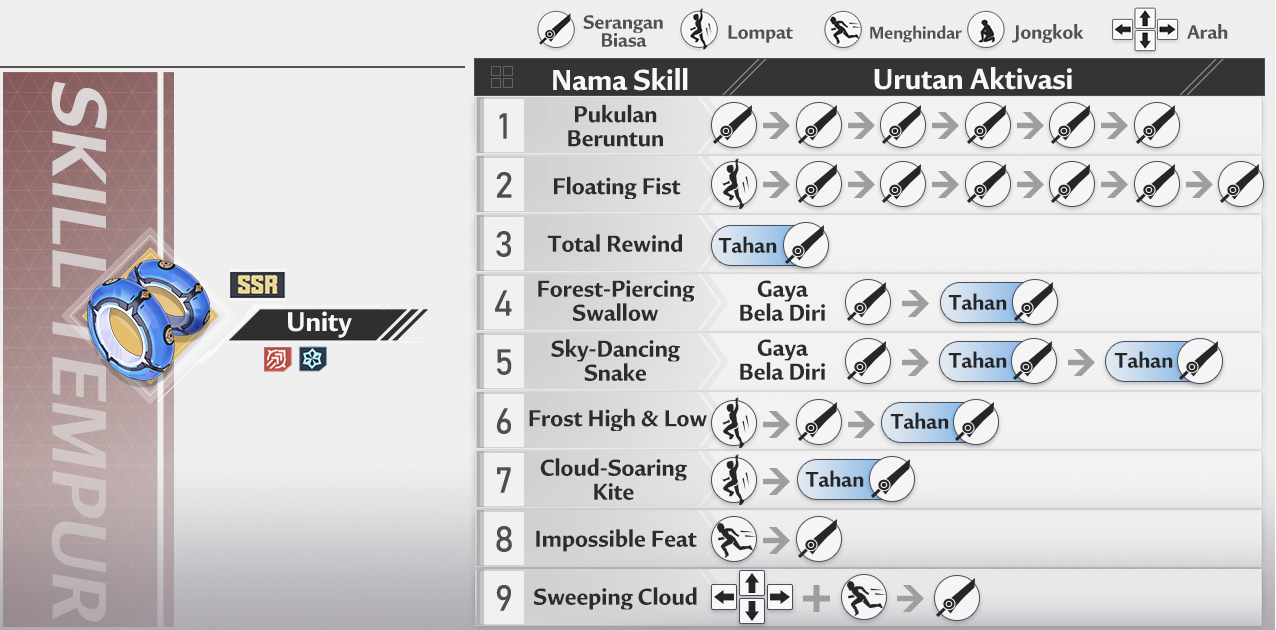 Serangan
Biasa
Lompat
Menghindar
Jongkok
Arah
SKILL TEMPUR
SSR
Unity
Nama Skill
Urutan Aktivasi
1
Pukulan
Beruntun
2
Floating Fist
3
Total Rewind
Tahan
4
Forest-Piercing
Swallow
Gaya
Bela Diri
Tahan
5
Sky-Dancing
Snake
Gaya
Bela Diri
Tahan
Tahan
6
Frost High & Low
Tahan
7
Cloud-Soaring
Kite
Tahan
8
Impossible Feat
9
Sweeping Cloud